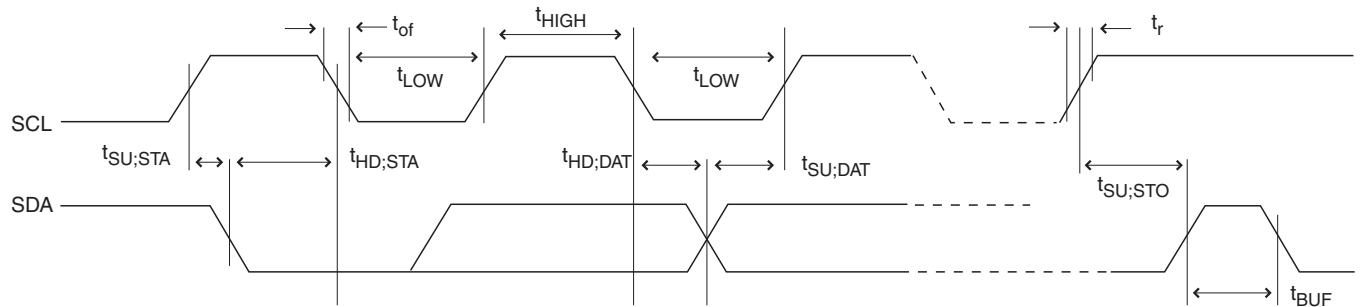 t_of
t_HIGH
t_r
t_LOW
t_LOW
SCL
t_SU;STA
t_HD;STA
t_HD;DAT
t_SU;DAT
t_SU;STO
SDA
t_BUF